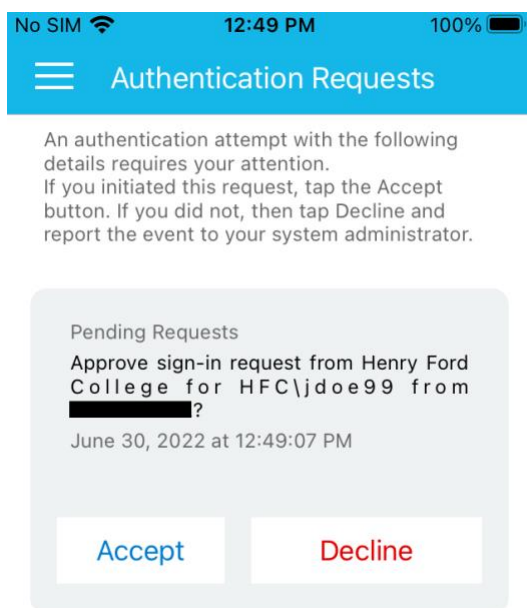 No SIM 12:49 PM 100%
Authentication Requests
An authentication attempt with the following
details requires your attention.
If you initiated this request, tap the Accept
button. If you did not, then tap Decline and
report the event to your system administrator.
Pending Requests
Approve sign-in request from Henry Ford
College for HFC\jdoe99 from
?
June 30, 2022 at 12:49:07 PM
Accept Decline